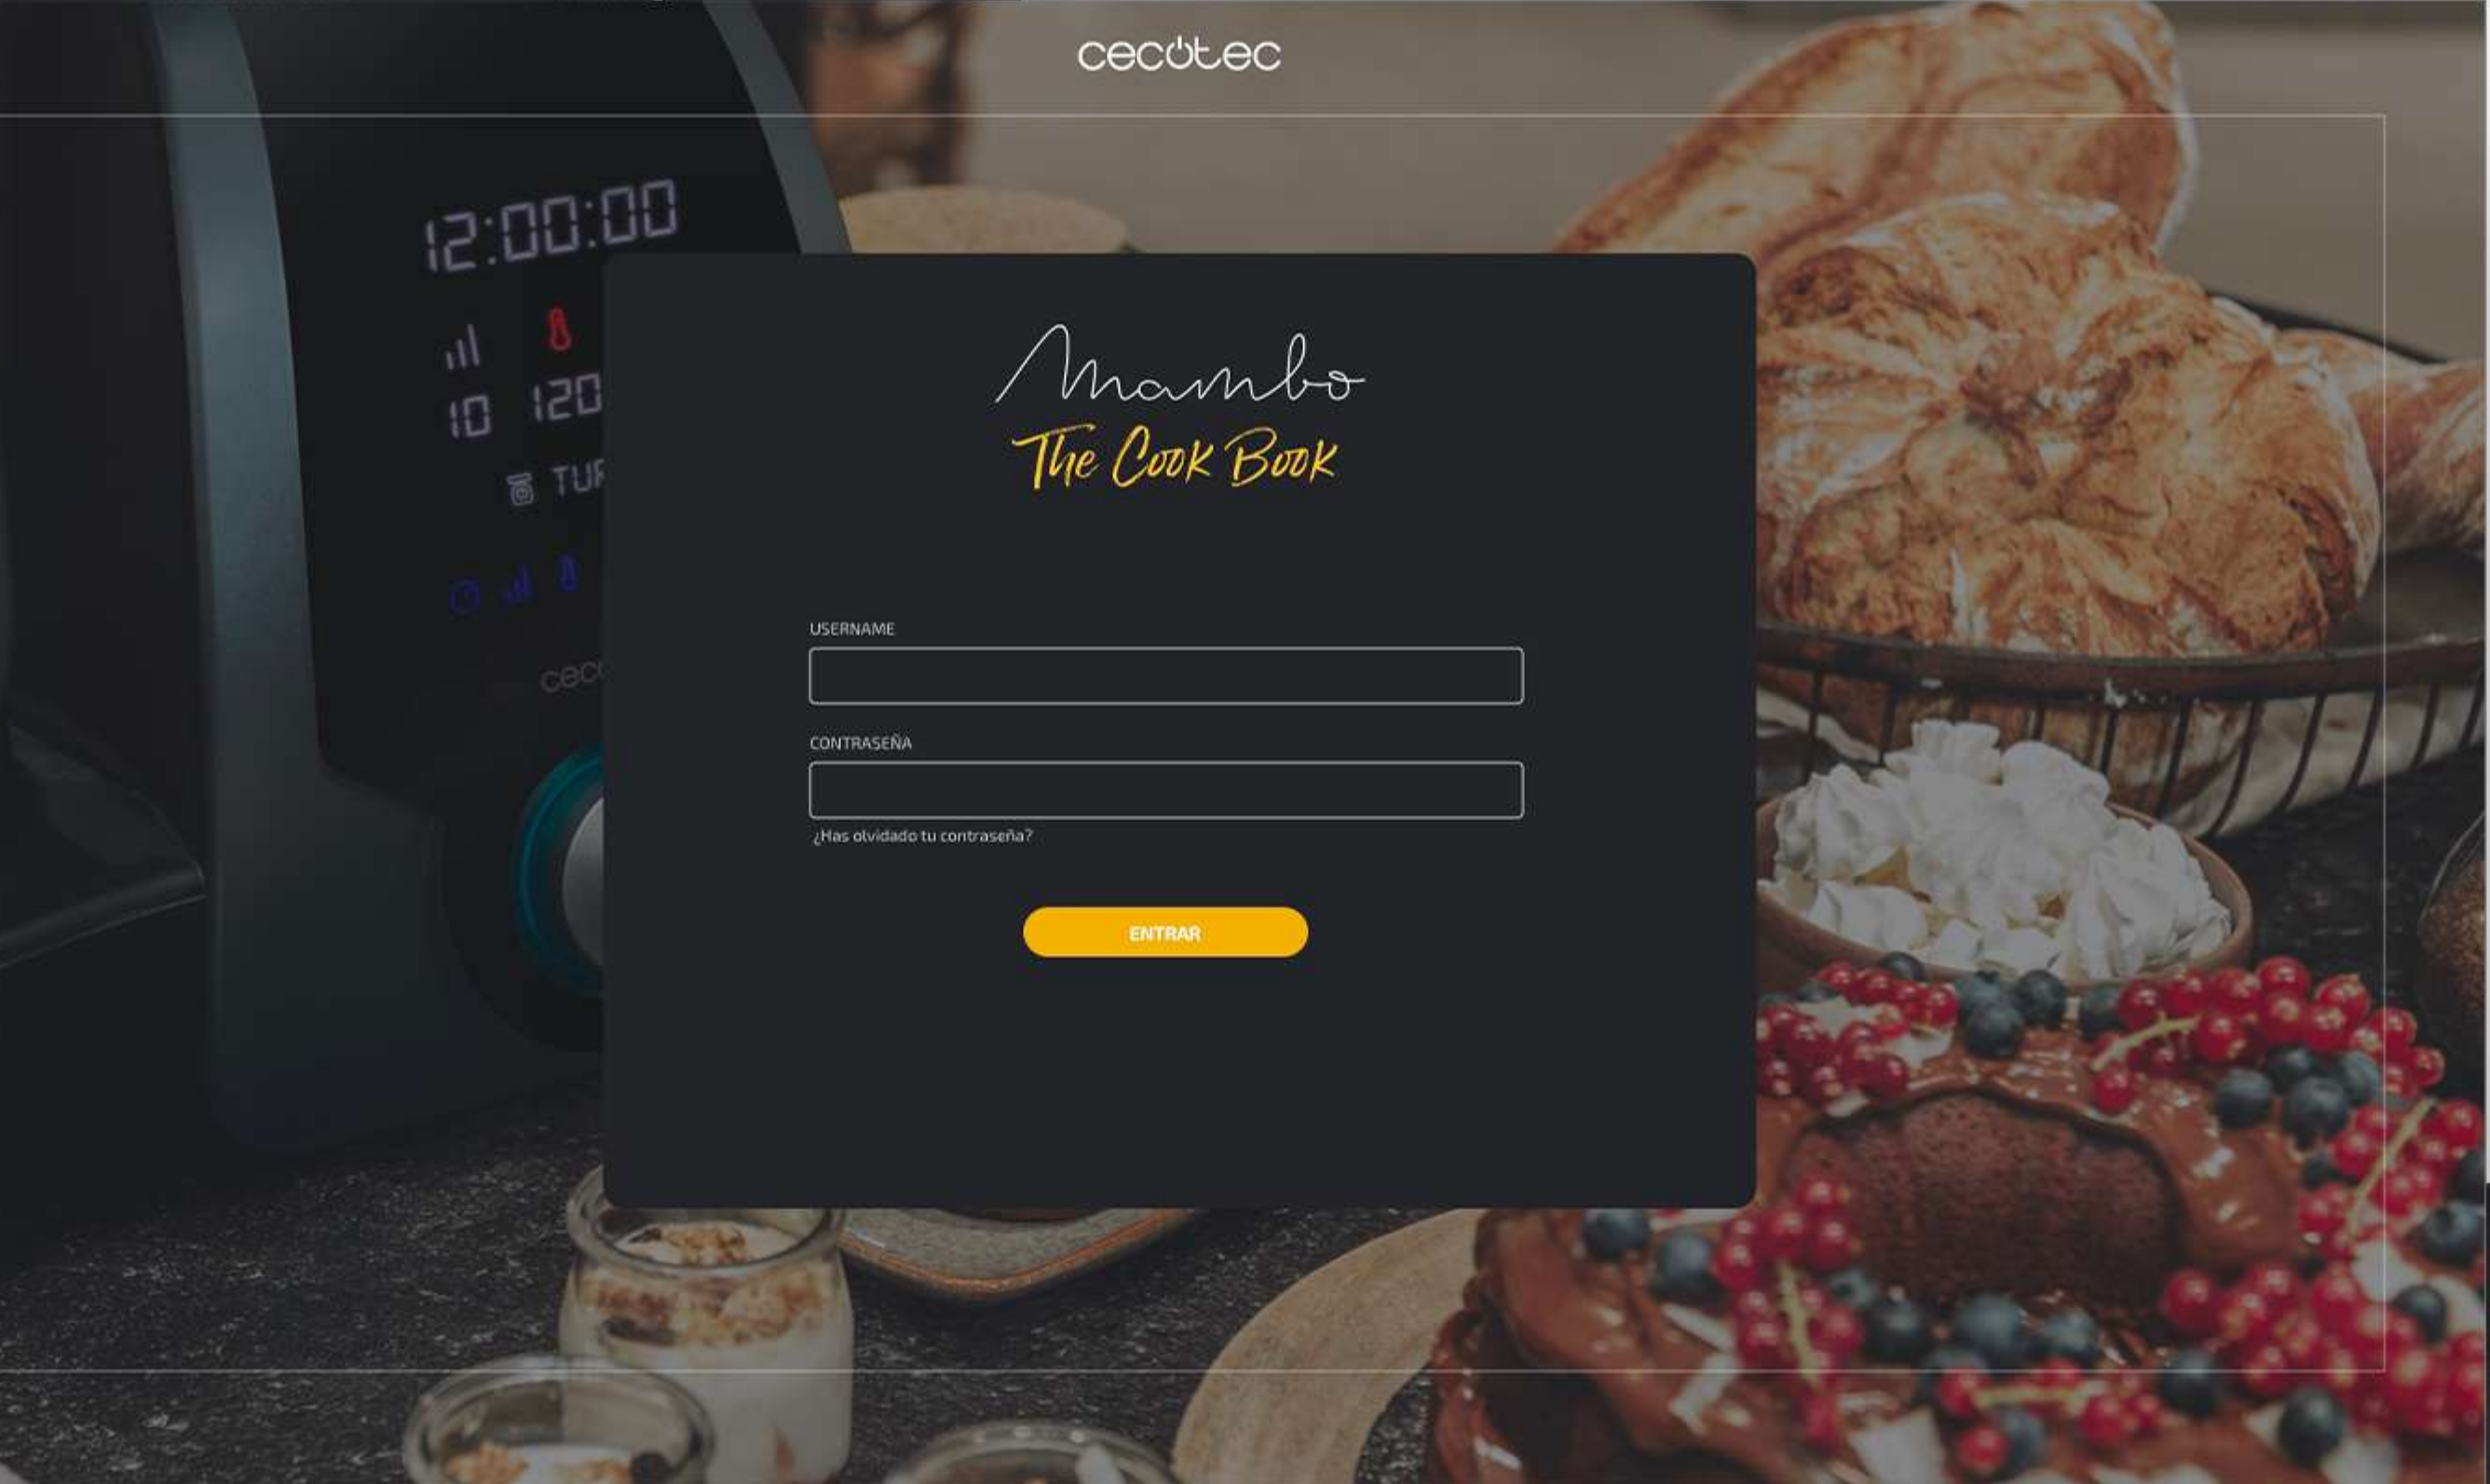 cecotec
12:00:00
10 120
USERNAME
CONTRASEÑA
¿Has olvidado tu contraseña?
ENTRAR
Mambo
The Cook Book